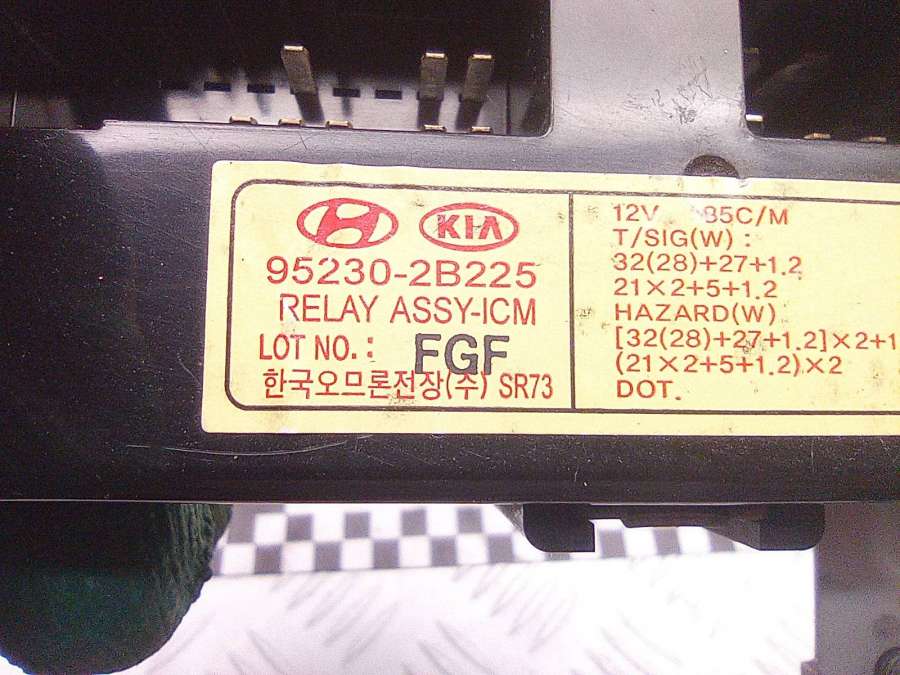 KIA
95230-2B225
RELAY ASSY-ICM
LOT NO.: FGF
한국오므론전장(주) SR73
12V 85C/M
T/SIG(W) :
32(28)+27+1.2
21×2+5+1.2
HAZARD(W)
[32(28)+27+1.2]×2+1
(21×2+5+1.2)×2
DOT.